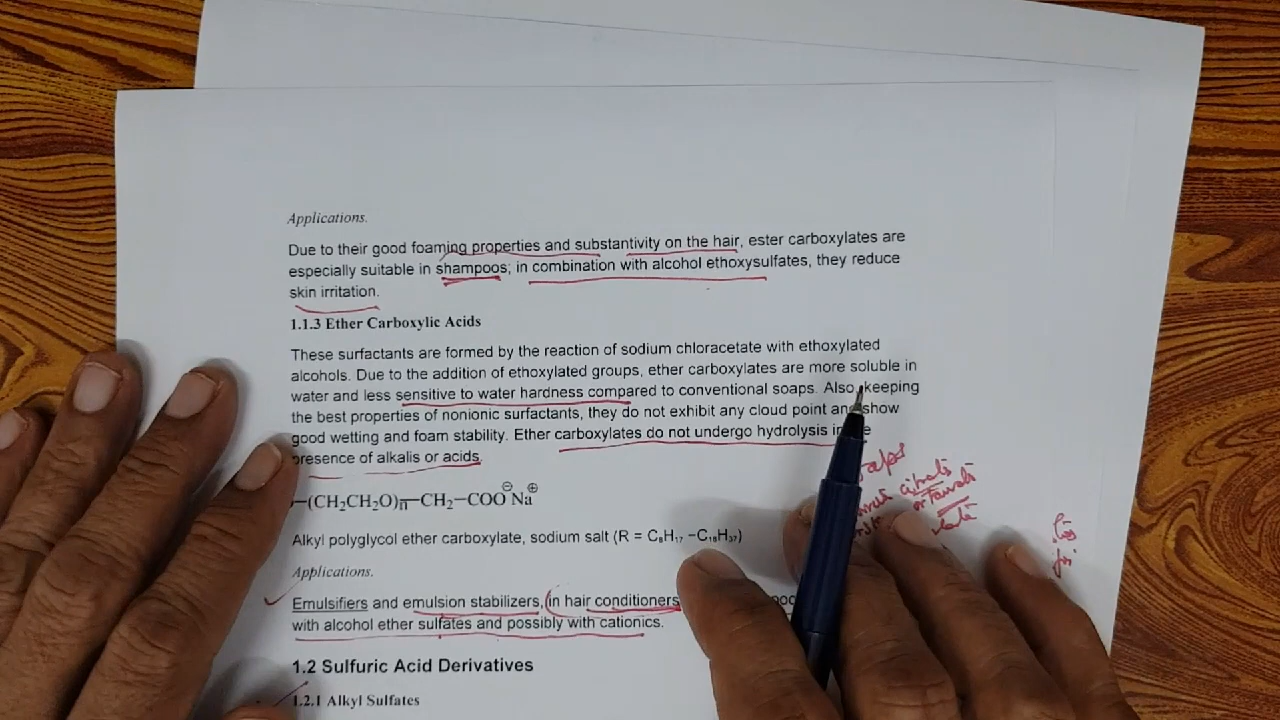 Applications.
Due to their good foaming properties and substantivity on the hair, ester carboxylates are
especially suitable in shampoos; in combination with alcohol ethoxysulfates, they reduce
skin irritation.
1.1.3 Ether Carboxylic Acids
These surfactants are formed by the reaction of sodium chloracetate with ethoxylated
alcohols. Due to the addition of ethoxylated groups, ether carboxylates are more soluble in
water and less sensitive to water hardness compared to conventional soaps. Also, keeping
the best properties of nonionic surfactants, they do not exhibit any cloud point and show
good wetting and foam stability. Ether carboxylates do not undergo hydrolysis in
presence of alkalis or acids.
–(CH₂CH₂O)n–CH₂–COO⊖ Na⊕
Alkyl polyglycol ether carboxylate, sodium salt (R = C₈H₁₇ –C₁₈H₃₇)
Applications.
Emulsifiers and emulsion stabilizers, in hair conditioners
with alcohol ether sulfates and possibly with cationics.
1.2 Sulfuric Acid Derivatives
1.2.1 Alkyl Sulfates